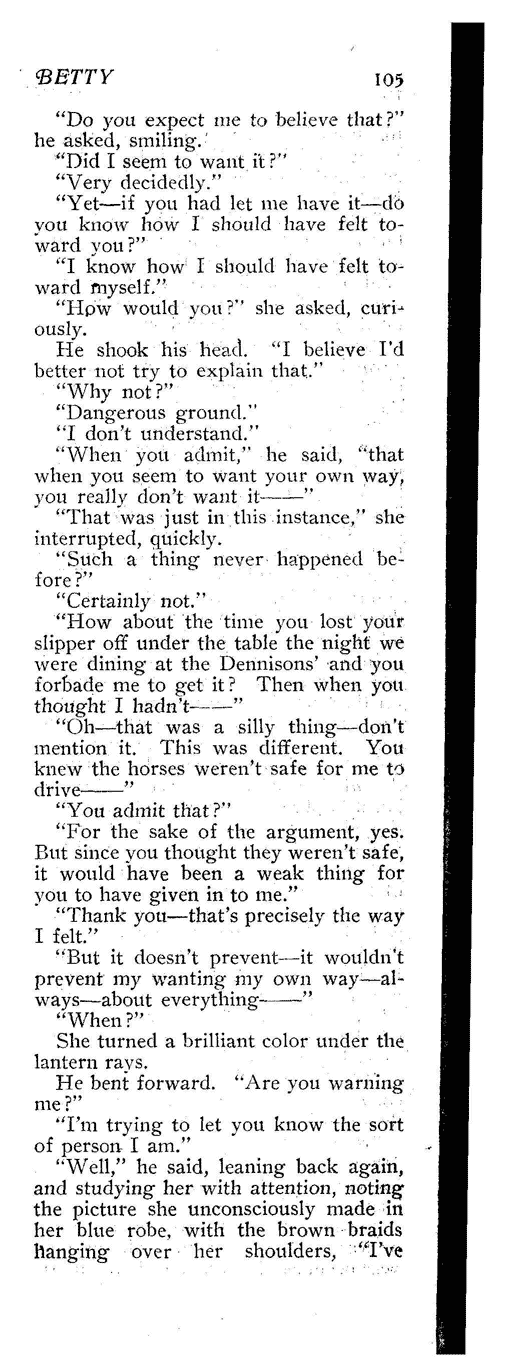 BETTY 105
“Do you expect me to believe that?”
he asked, smiling.
“Did I seem to want it?”
“Very decidedly.”
“Yet—if you had let me have it—do
you know how I should have felt to-
ward you?”
“I know how I should have felt to-
ward myself.”
“How would you?” she asked, curi-
ously.
He shook his head. “I believe I’d
better not try to explain that.”
“Why not?”
“Dangerous ground.”
“I don’t understand.”
“When you admit,” he said, “that
when you seem to want your own way,
you really don’t want it——”
“That was just in this instance,” she
interrupted, quickly.
“Such a thing never happened be-
fore?”
“Certainly not.”
“How about the time you lost your
slipper off under the table the night we
were dining at the Dennisons’ and you
forbade me to get it? Then when you
thought I hadn’t——”
“Oh—that was a silly thing—don’t
mention it. This was different. You
knew the horses weren’t safe for me to
drive——”
“You admit that?”
“For the sake of the argument, yes.
But since you thought they weren’t safe,
it would have been a weak thing for
you to have given in to me.”
“Thank you—that’s precisely the way
I felt.”
“But it doesn’t prevent—it wouldn’t
prevent my wanting my own way—al-
ways—about everything——”
“When?”
She turned a brilliant color under the
lantern rays.
He bent forward. “Are you warning
me?”
“I’m trying to let you know the sort
of person I am.”
“Well,” he said, leaning back again,
and studying her with attention, noting
the picture she unconsciously made in
her blue robe, with the brown braids
hanging over her shoulders, “I’ve